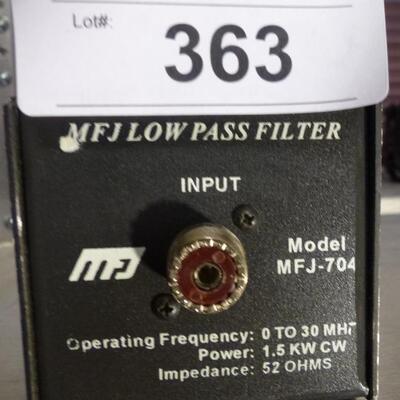 Lot#:
363
MFJ LOW PASS FILTER
INPUT
MFJ
Model
MFJ-704
Operating Frequency: 0 TO 30 MHz
Power: 1.5 KW CW
Impedance: 52 OHMS